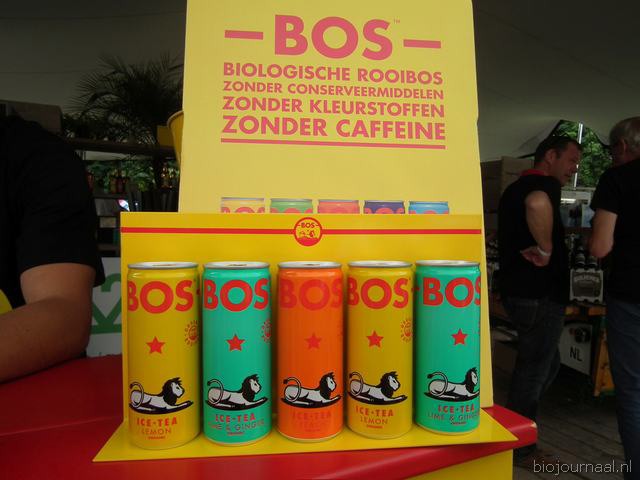 BOS™
BIOLOGISCHE ROOIBOS
ZONDER CONSERVEERMIDDELEN
ZONDER KLEURSTOFFEN
ZONDER CAFFEINE
BOS
BOS BOS BOS BOS BOS
ICE-TEA ICE-TEA ICE-TEA ICE-TEA ICE-TEA
LEMON LIME & GINGER PEACH LEMON LIME & GINGER
NL
biojournaal.nl